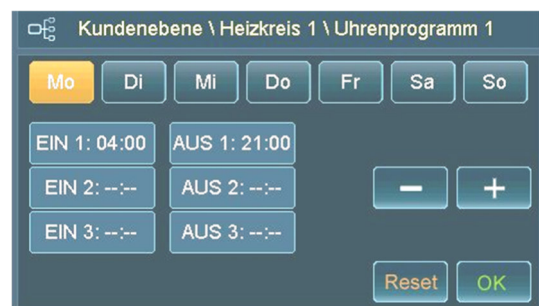 Kundenebene \ Heizkreis 1 \ Uhrenprogramm 1
Mo Di Mi Do Fr Sa So
EIN 1: 04:00 AUS 1: 21:00
EIN 2: --:-- AUS 2: --:--
− +
EIN 3: --:-- AUS 3: --:--
Reset OK